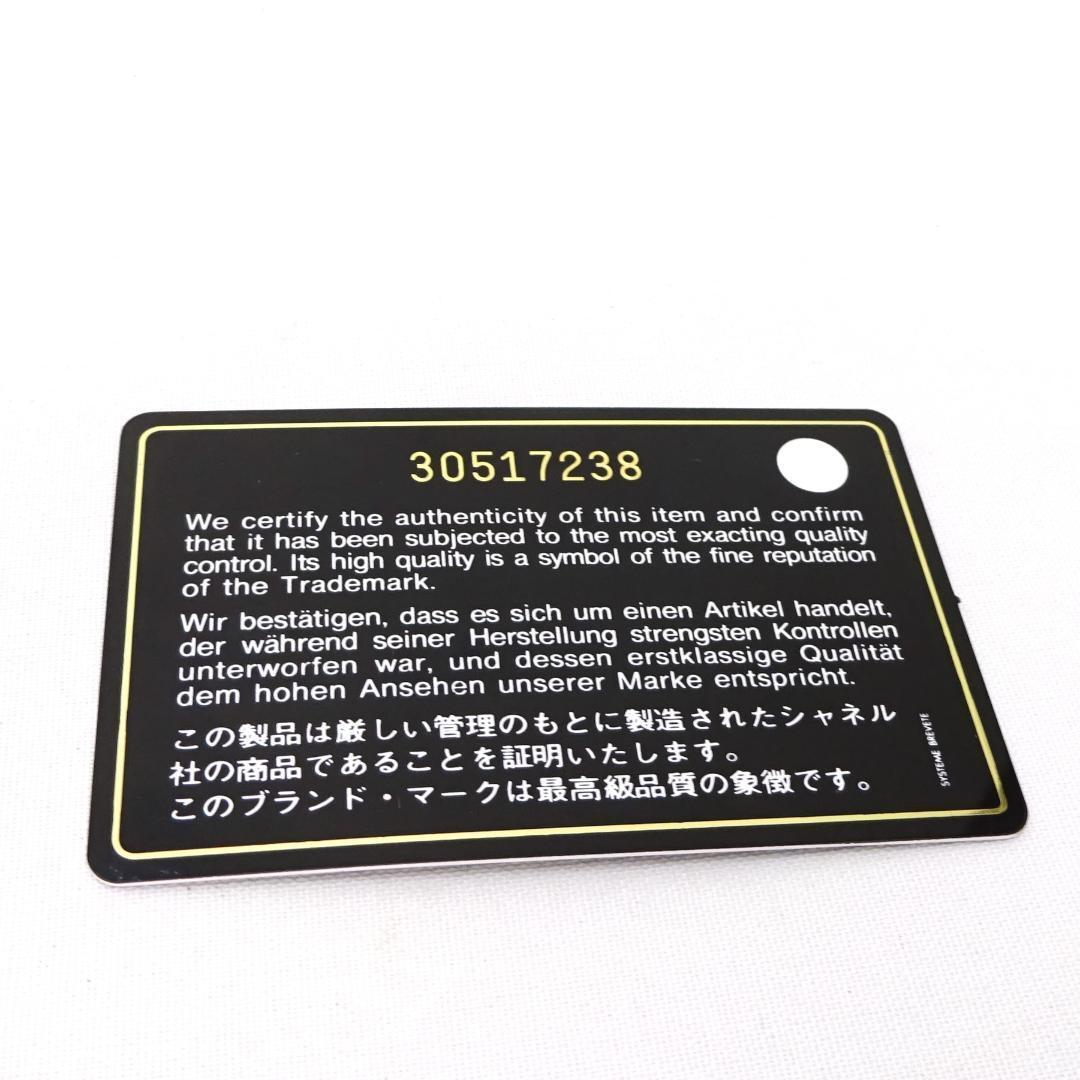 30517238
We certify the authenticity of this item and confirm
that it has been subjected to the most exacting quality
control. Its high quality is a symbol of the fine reputation
of the Trademark.
Wir bestätigen, dass es sich um einen Artikel handelt,
der während seiner Herstellung strengsten Kontrollen
unterworfen war, und dessen erstklassige Qualität
dem hohen Ansehen unserer Marke entspricht.
この製品は厳しい管理のもとに製造されたシャネル
社の商品であることを証明いたします。
このブランド・マークは最高級品質の象徴です。
SYSTEME BREVETE